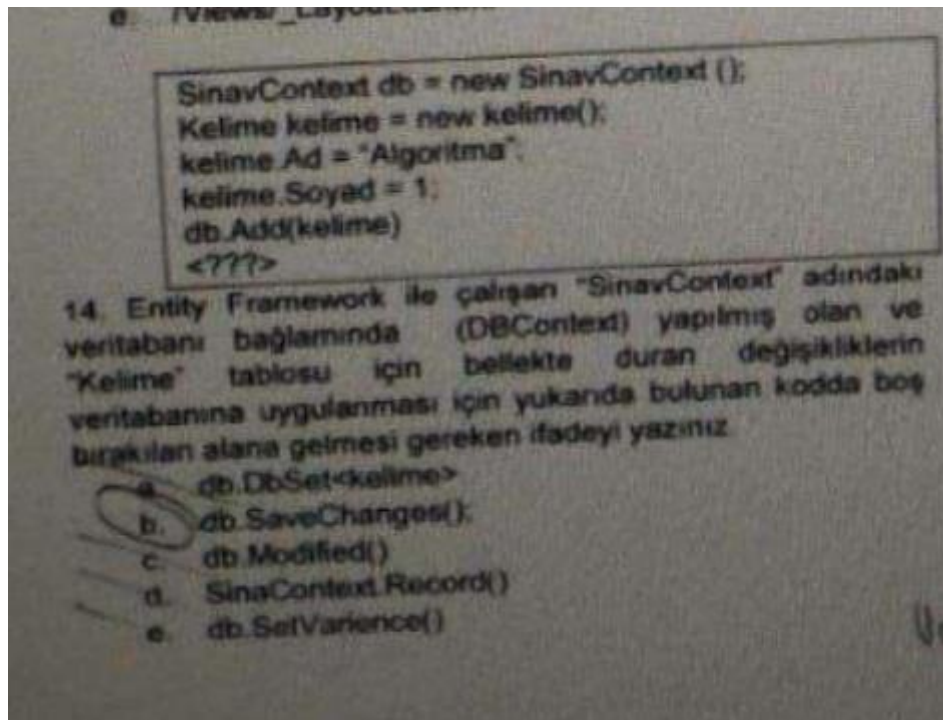 e. /Views/_Layout
SinavContext db = new SinavContext ();
Kelime kelime = new kelime();
kelime.Ad = "Algoritma";
kelime.Soyad = 1;
db.Add(kelime)
<???>
14. Entity Framework ile çalışan "SinavContext" adındaki
veritabanı bağlamında (DBContext) yapılmış olan ve
"Kelime" tablosu için bellekte duran değişikliklerin
veritabanına uygulanması için yukarıda bulunan kodda boş
bırakılan alana gelmesi gereken ifadeyi yazınız
a. db.DbSet<kelime>
b. db.SaveChanges();
c. db.Modified()
d. SinaContext.Record()
e. db.SetVarience()